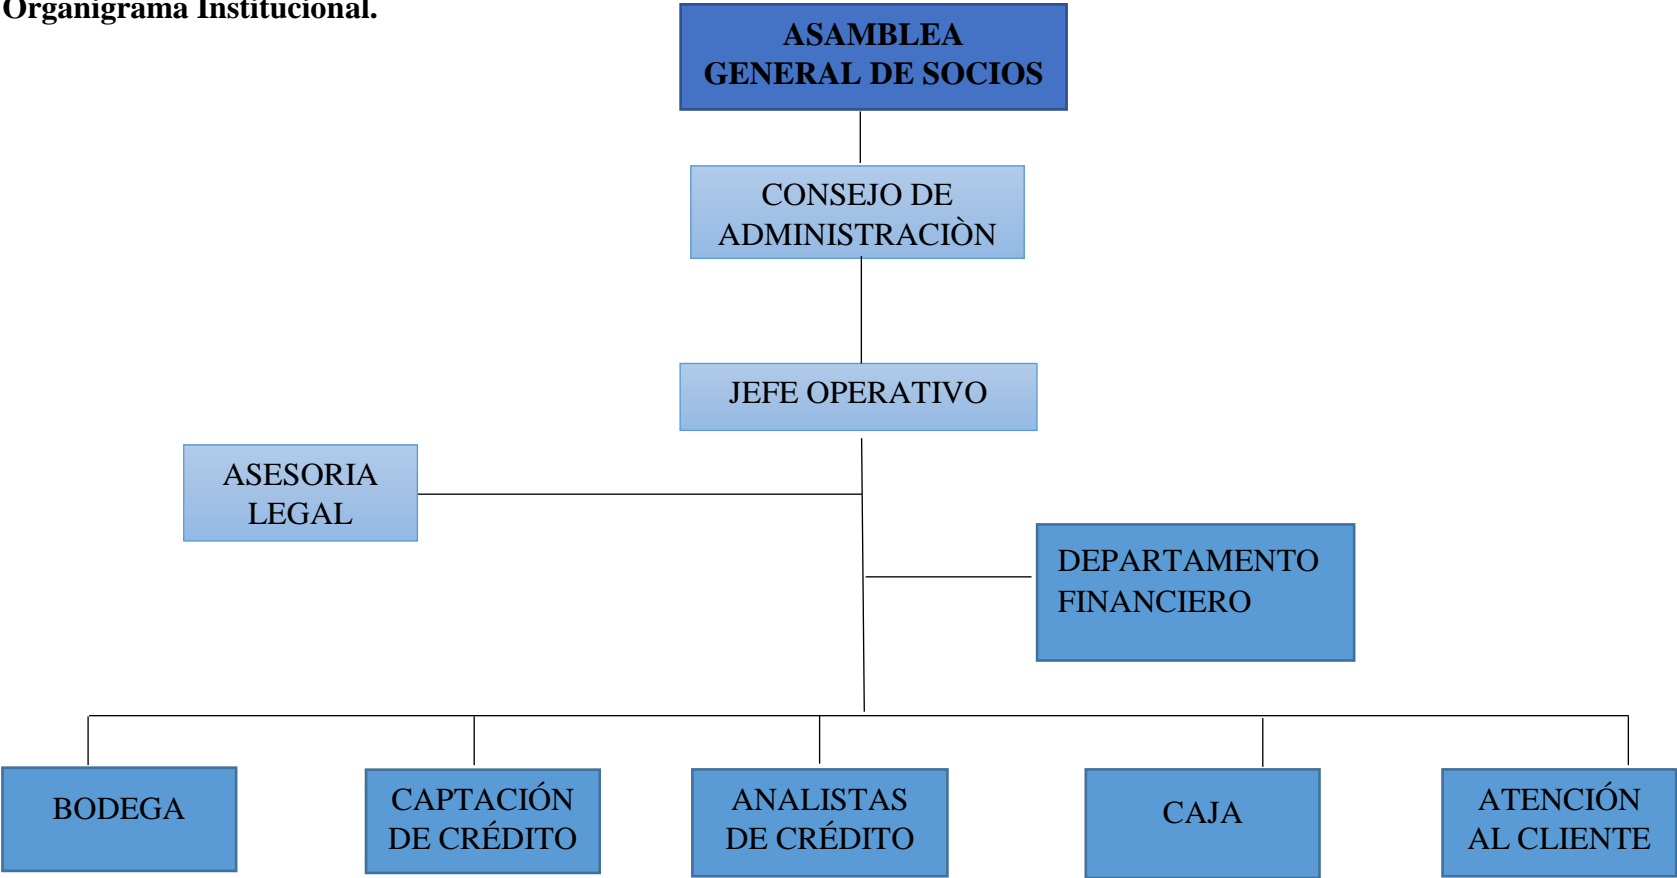 Organigrama Institucional.
ASAMBLEA
GENERAL DE SOCIOS
CONSEJO DE
ADMINISTRACIÒN
JEFE OPERATIVO
ASESORIA
LEGAL
DEPARTAMENTO
FINANCIERO
BODEGA
CAPTACIÓN
DE CRÉDITO
ANALISTAS
DE CRÉDITO
CAJA
ATENCIÓN
AL CLIENTE